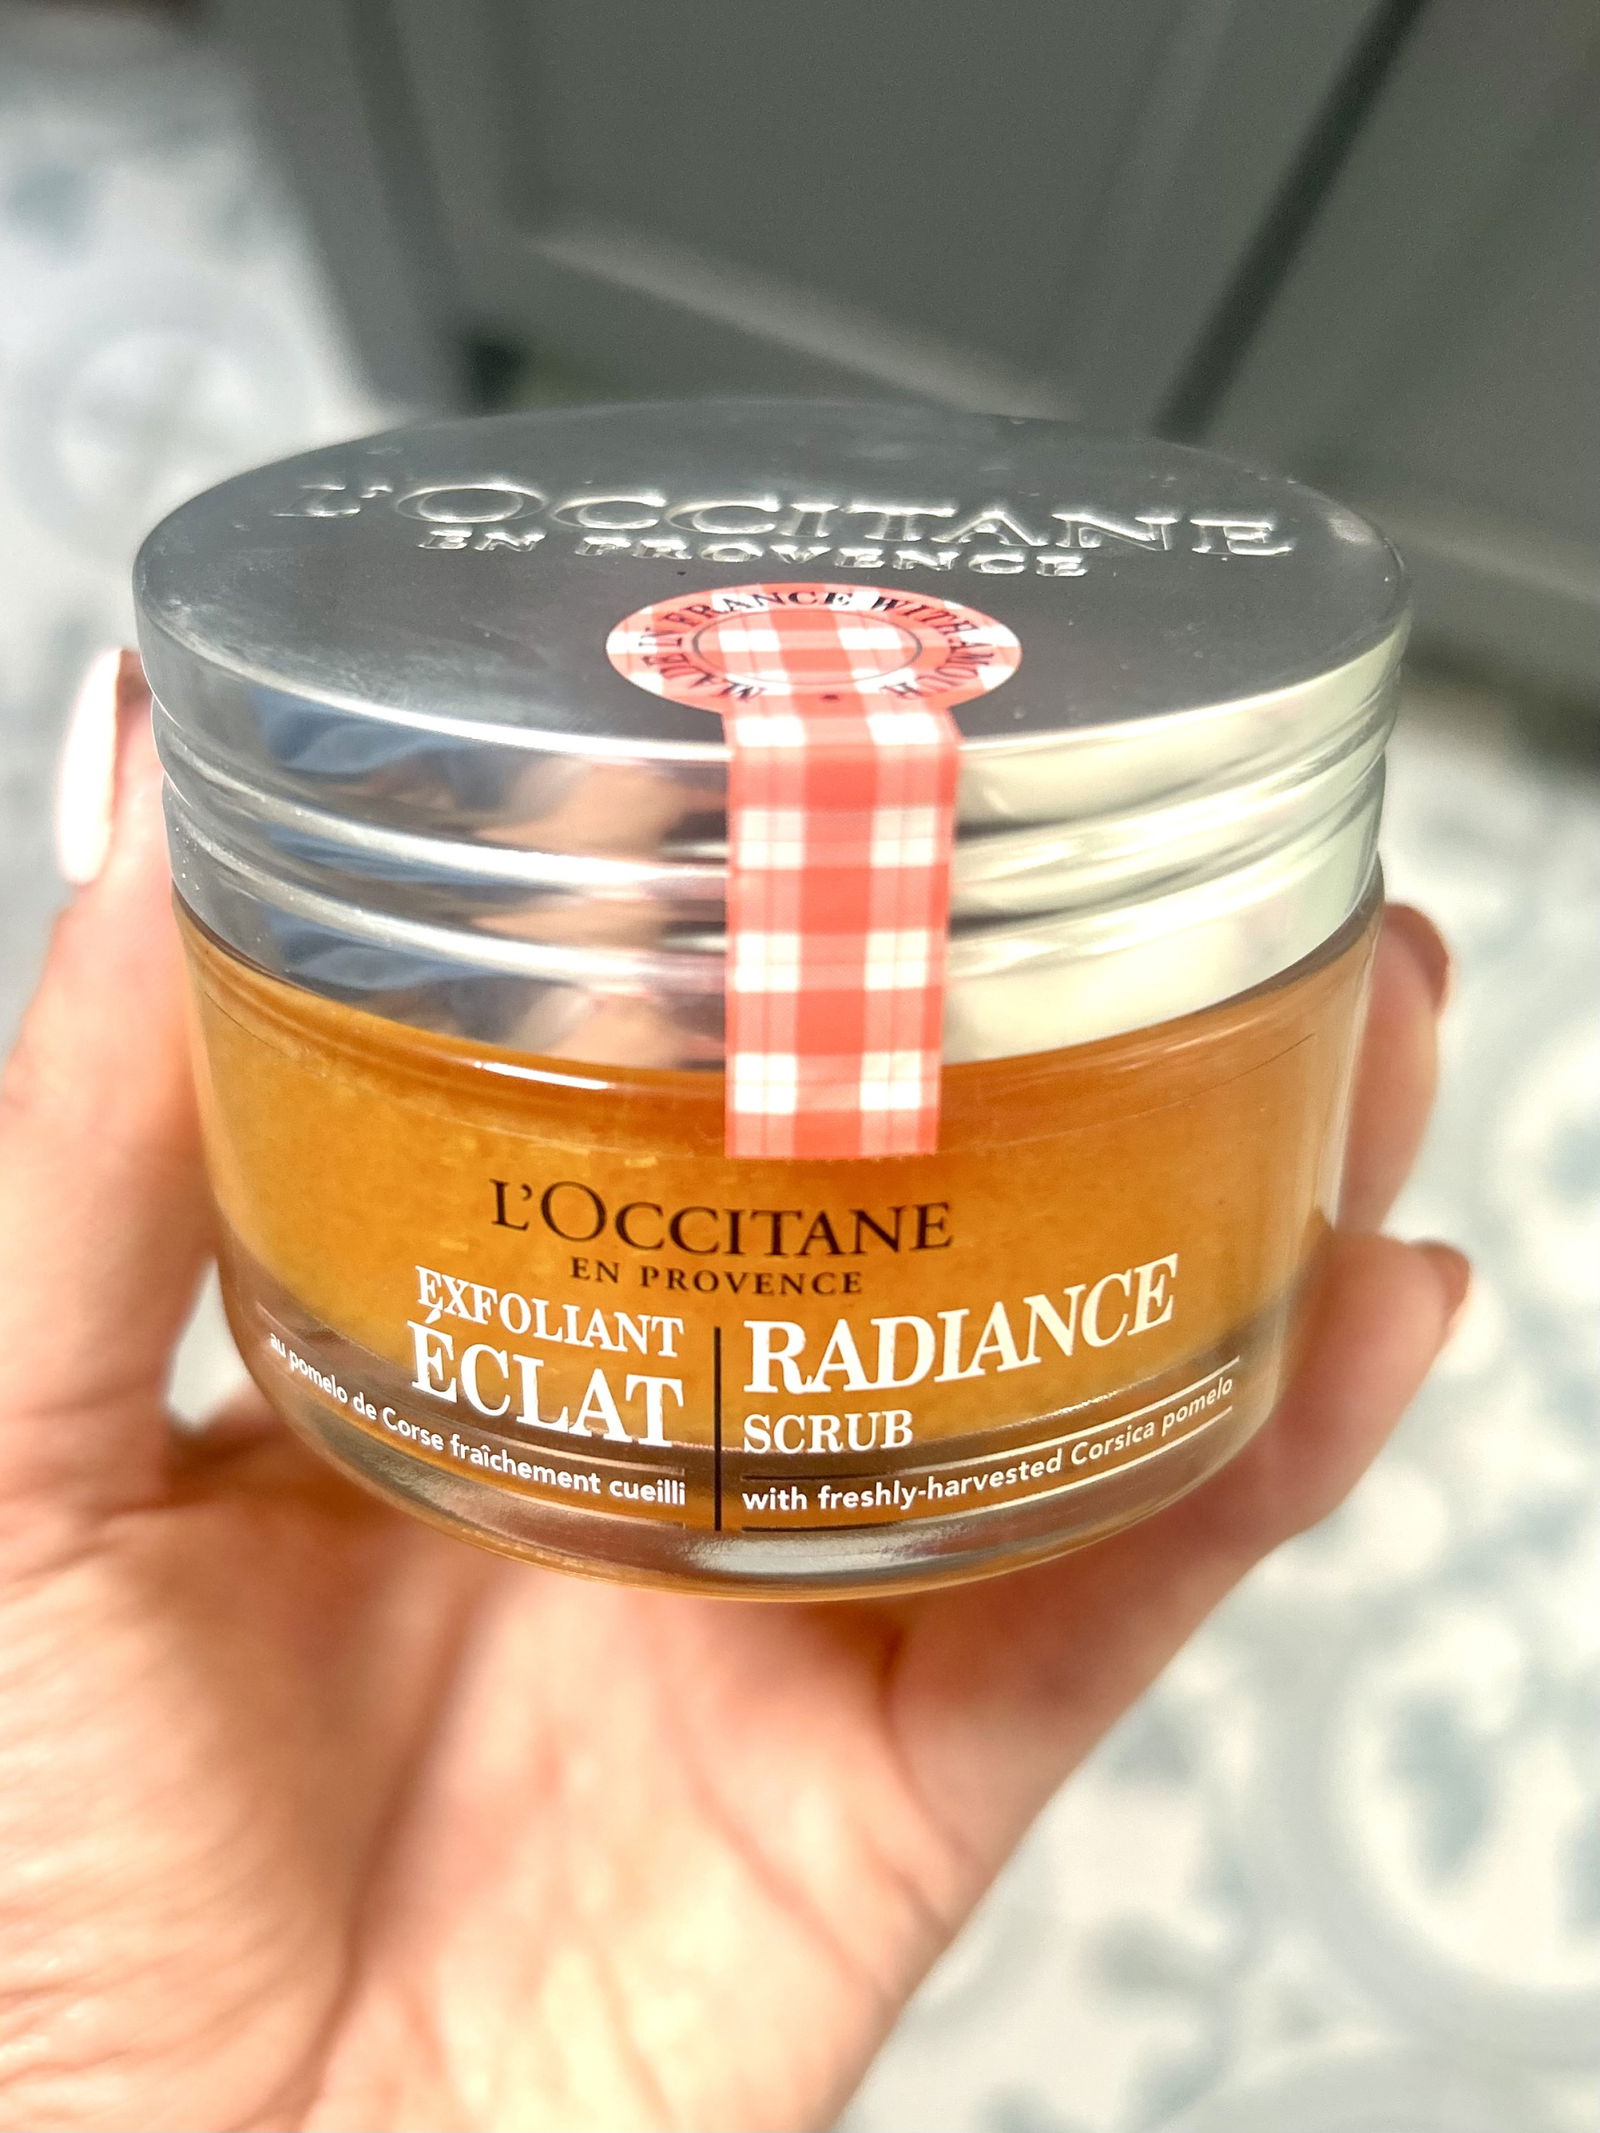 L'OCCITANE
EN PROVENCE
MADE IN FRANCE WITH AMOUR •
L'OCCITANE
EN PROVENCE
EXFOLIANT
ÉCLAT
au pomelo de Corse fraîchement cueilli
RADIANCE
SCRUB
with freshly-harvested Corsica pomelo